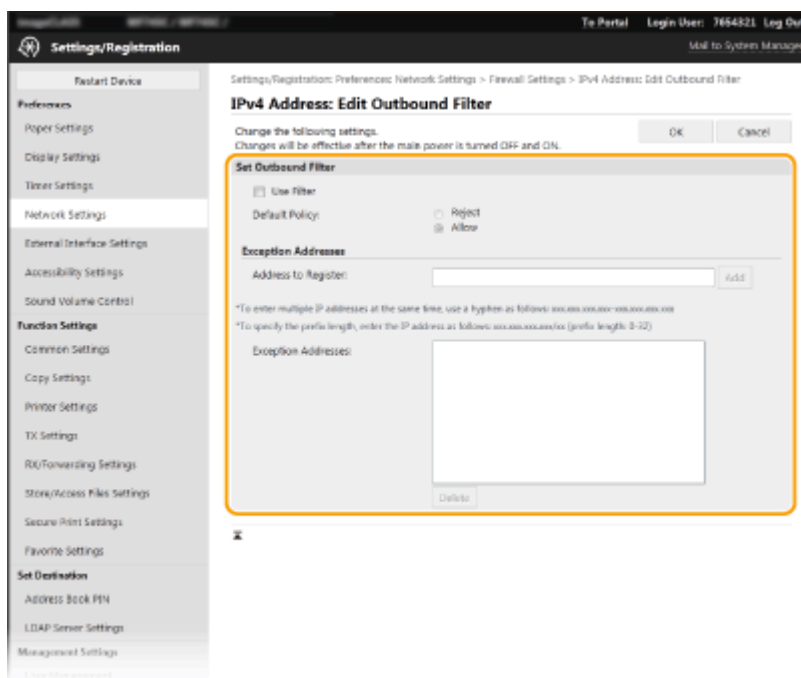 To Portal Login User: 7654321 Log Ou
Settings/Registration
Mail to System Manage
Restart Device
Preferences
Paper Settings
Display Settings
Timer Settings
Network Settings
External Interface Settings
Accessibility Settings
Sound Volume Control
Function Settings
Common Settings
Copy Settings
Printer Settings
TX Settings
RX/Forwarding Settings
Store/Access Files Settings
Secure Print Settings
Favorite Settings
Set Destination
Address Book PIN
LDAP Server Settings
Management Settings
Settings/Registration: Preferences: Network Settings > Firewall Settings > IPv4 Address: Edit Outbound Filter
IPv4 Address: Edit Outbound Filter
Change the following settings.
Changes will be effective after the main power is turned OFF and ON.
OK Cancel
Set Outbound Filter
Use Filter
Default Policy: Reject
Allow
Exception Addresses
Address to Register: Add
*To enter multiple IP addresses at the same time, use a hyphen as follows: xxx.xxx.xxx.xxx-xxx.xxx.xxx.xxx
*To specify the prefix length, enter the IP address as follows: xxx.xxx.xxx.xxx/xx (prefix length: 0-32)
Exception Addresses:
Delete